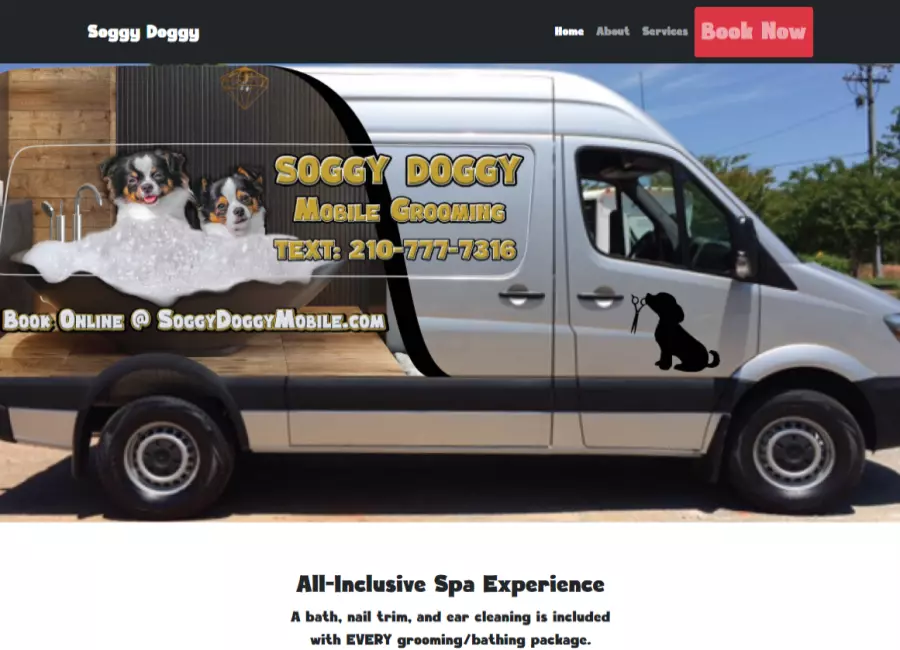 Soggy Doggy
Home About Services Book Now
SOGGY DOGGY
MOBILE GROOMING
TEXT: 210-777-7316
BOOK ONLINE @ SOGGYDOGGYMOBILE.COM
All-Inclusive Spa Experience
A bath, nail trim, and ear cleaning is included
with EVERY grooming/bathing package.